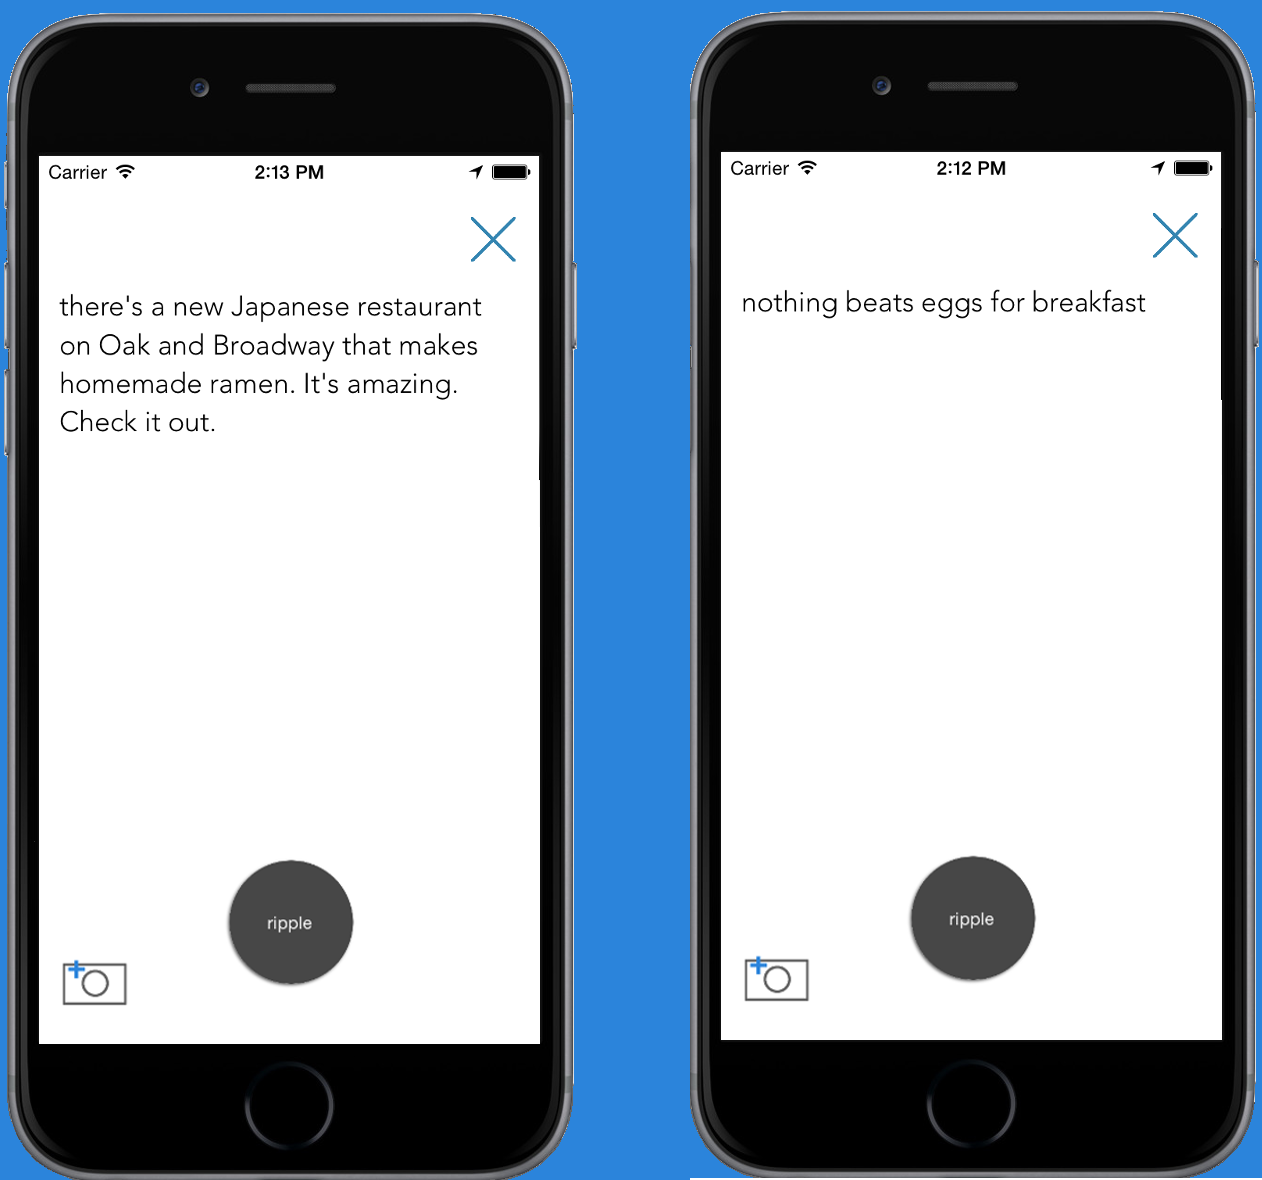 Carrier 2:13 PM
there's a new Japanese restaurant
on Oak and Broadway that makes
homemade ramen. It's amazing.
Check it out.
ripple
Carrier 2:12 PM
nothing beats eggs for breakfast
ripple